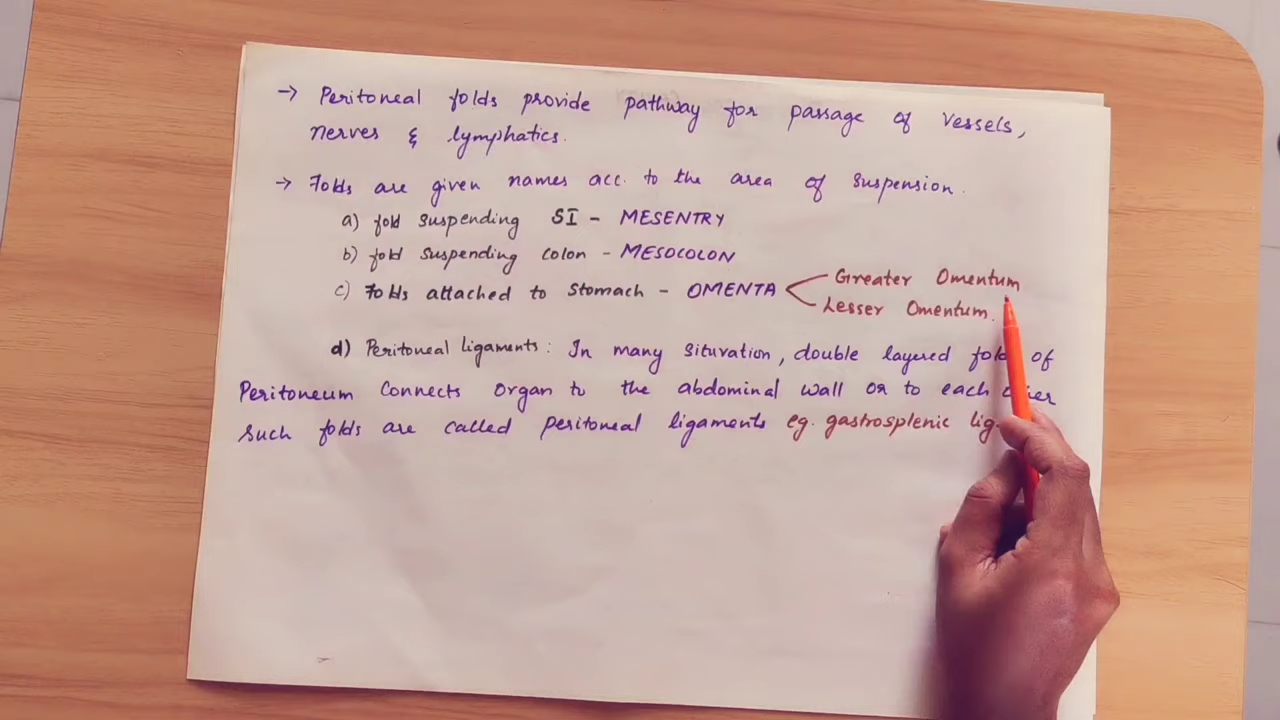 → Peritoneal folds provide pathway for passage of vessels,
nerves & lymphatics.
→ Folds are given names acc. to the area of suspension.
a) fold suspending SI - MESENTRY
b) fold suspending colon - MESOCOLON
c) Folds attached to Stomach - OMENTA
Greater Omentum
Lesser Omentum.
d) Peritoneal ligaments: In many situvation, double layered fold of
Peritoneum connects organ to the abdominal wall or to each
such folds are called peritoneal ligaments eg. gastrosplenic lig.